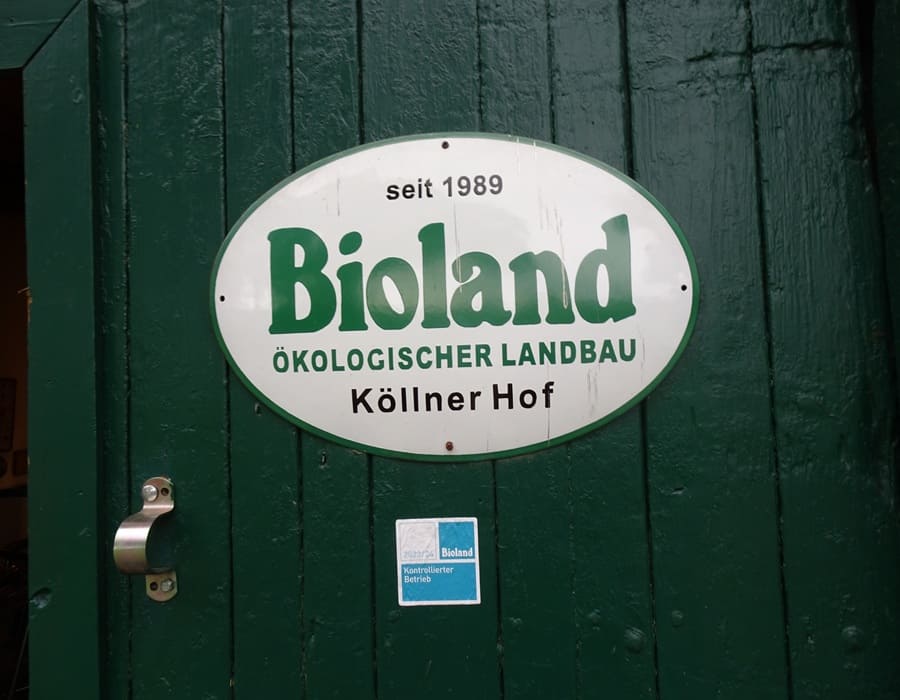 seit 1989
Bioland
ÖKOLOGISCHER LANDBAU
Köllner Hof
Bioland
Kontrollierter
Betrieb